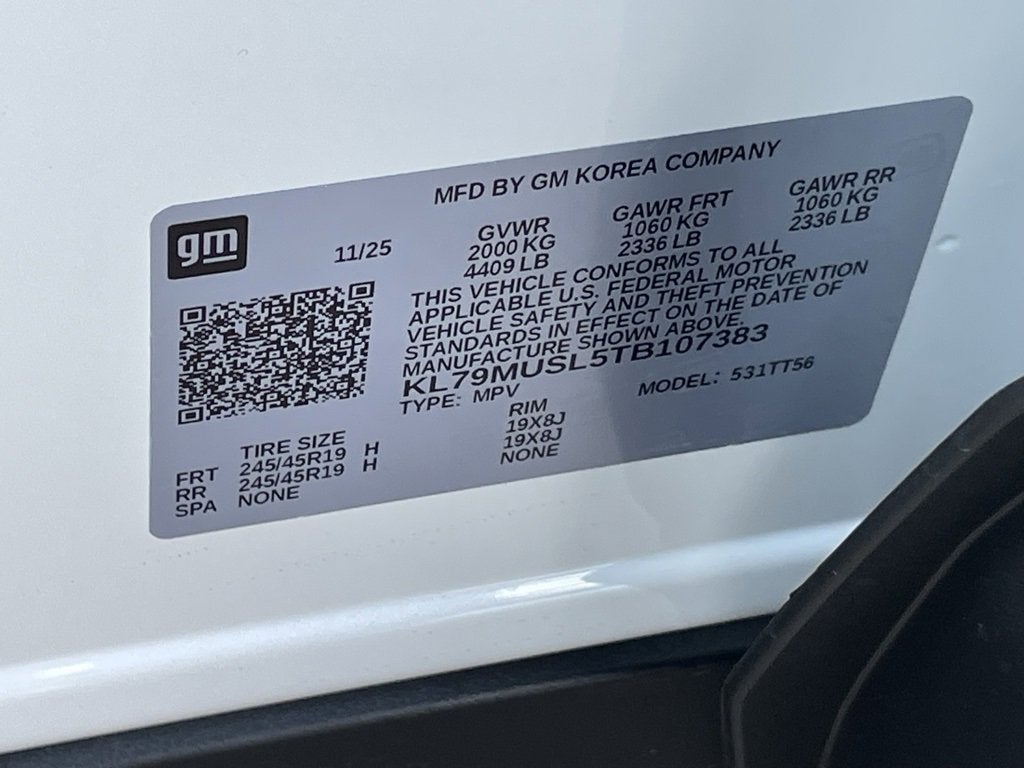 MFD BY GM KOREA COMPANY
gm
11/25
GVWR GAWR FRT GAWR RR
2000 KG 1060 KG 1060 KG
4409 LB 2336 LB 2336 LB
THIS VEHICLE CONFORMS TO ALL
APPLICABLE U.S. FEDERAL MOTOR
VEHICLE SAFETY AND THEFT PREVENTION
STANDARDS IN EFFECT ON THE DATE OF
MANUFACTURE SHOWN ABOVE.
KL79MUSL5TB107383
TYPE: MPV MODEL: 531TT56
TIRE SIZE RIM
FRT 245/45R19 H 19X8J
RR 245/45R19 H 19X8J
SPA NONE NONE